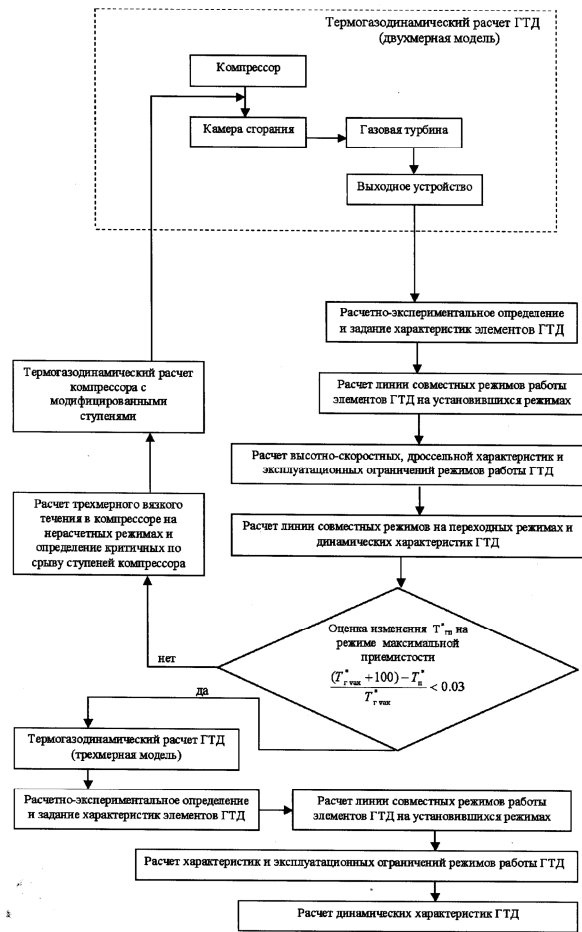 Термогазодинамический расчет ГТД
(двухмерная модель)
Компрессор
Камера сгорания
Газовая турбина
Выходное устройство
Расчетно-экспериментальное определение
и задание характеристик элементов ГТД
Расчет линии совместных режимов работы
элементов ГТД на установившихся режимах
Расчет высотно-скоростных, дроссельной характеристик и
эксплуатационных ограничений режимов работы ГТД
Расчет линии совместных режимов на переходных режимах и
динамических характеристик ГТД
Термогазодинамический расчет
компрессора с
модифицированными
ступенями
Расчет трехмерного вязкого
течения в компрессоре на
нерасчетных режимах и
определение критичных по
срыву ступеней компрессора
Оценка изменения T*гп на
режиме максимальной
приемистости
(T*г мах +100) – T*п
T*г мах
< 0.03
нет
да
Термогазодинамический расчет ГТД
(трехмерная модель)
Расчетно-экспериментальное определение
и задание характеристик элементов ГТД
Расчет линии совместных режимов работы
элементов ГТД на установившихся режимах
Расчет характеристик и эксплуатационных ограничений режимов работы ГТД
Расчет динамических характеристик ГТД